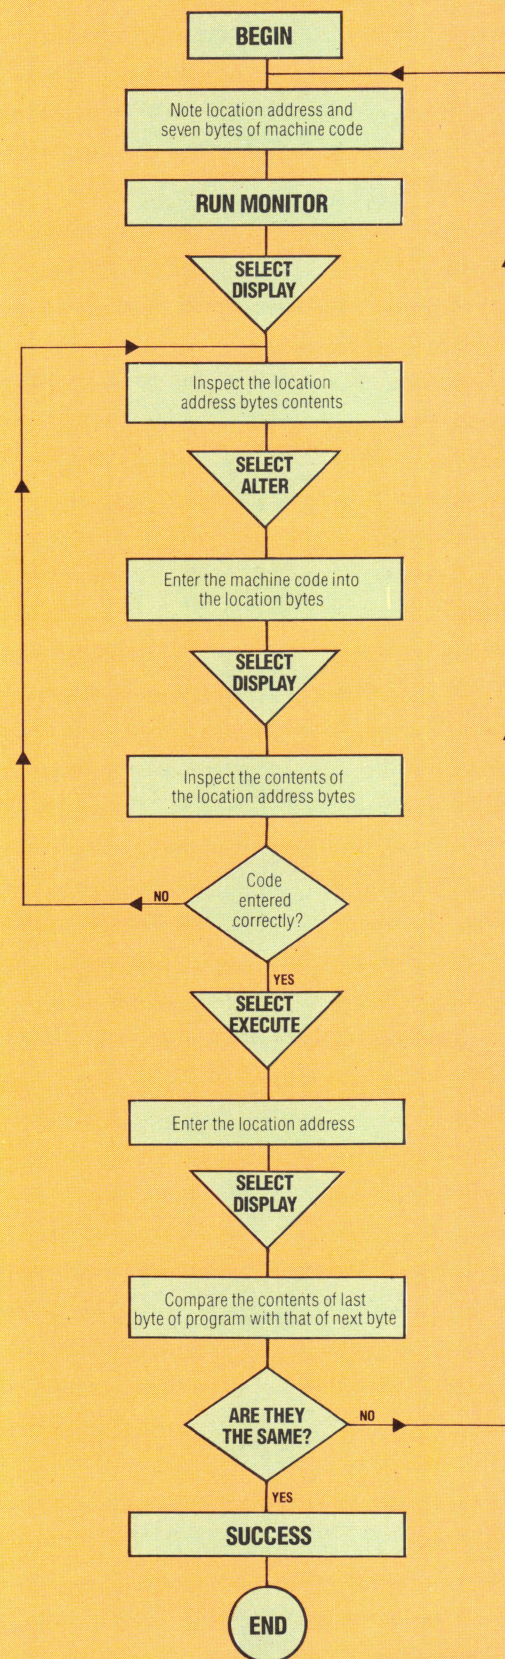 BEGIN
Note location address and
seven bytes of machine code
RUN MONITOR
SELECT
DISPLAY
Inspect the location
address bytes contents
SELECT
ALTER
Enter the machine code into
the location bytes
SELECT
DISPLAY
Inspect the contents of
the location address bytes
Code
entered
correctly?
NO
YES
SELECT
EXECUTE
Enter the location address
SELECT
DISPLAY
Compare the contents of last
byte of program with that of next byte
ARE THEY
THE SAME?
NO
YES
SUCCESS
END